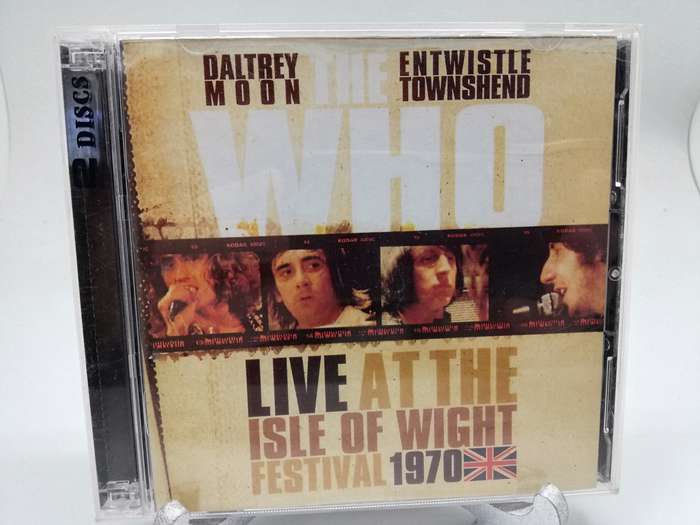 2 DISCS
DALTREY
MOON
ENTWISTLE
TOWNSHEND
THE
WHO
LIVE AT THE
ISLE OF WIGHT
FESTIVAL 1970